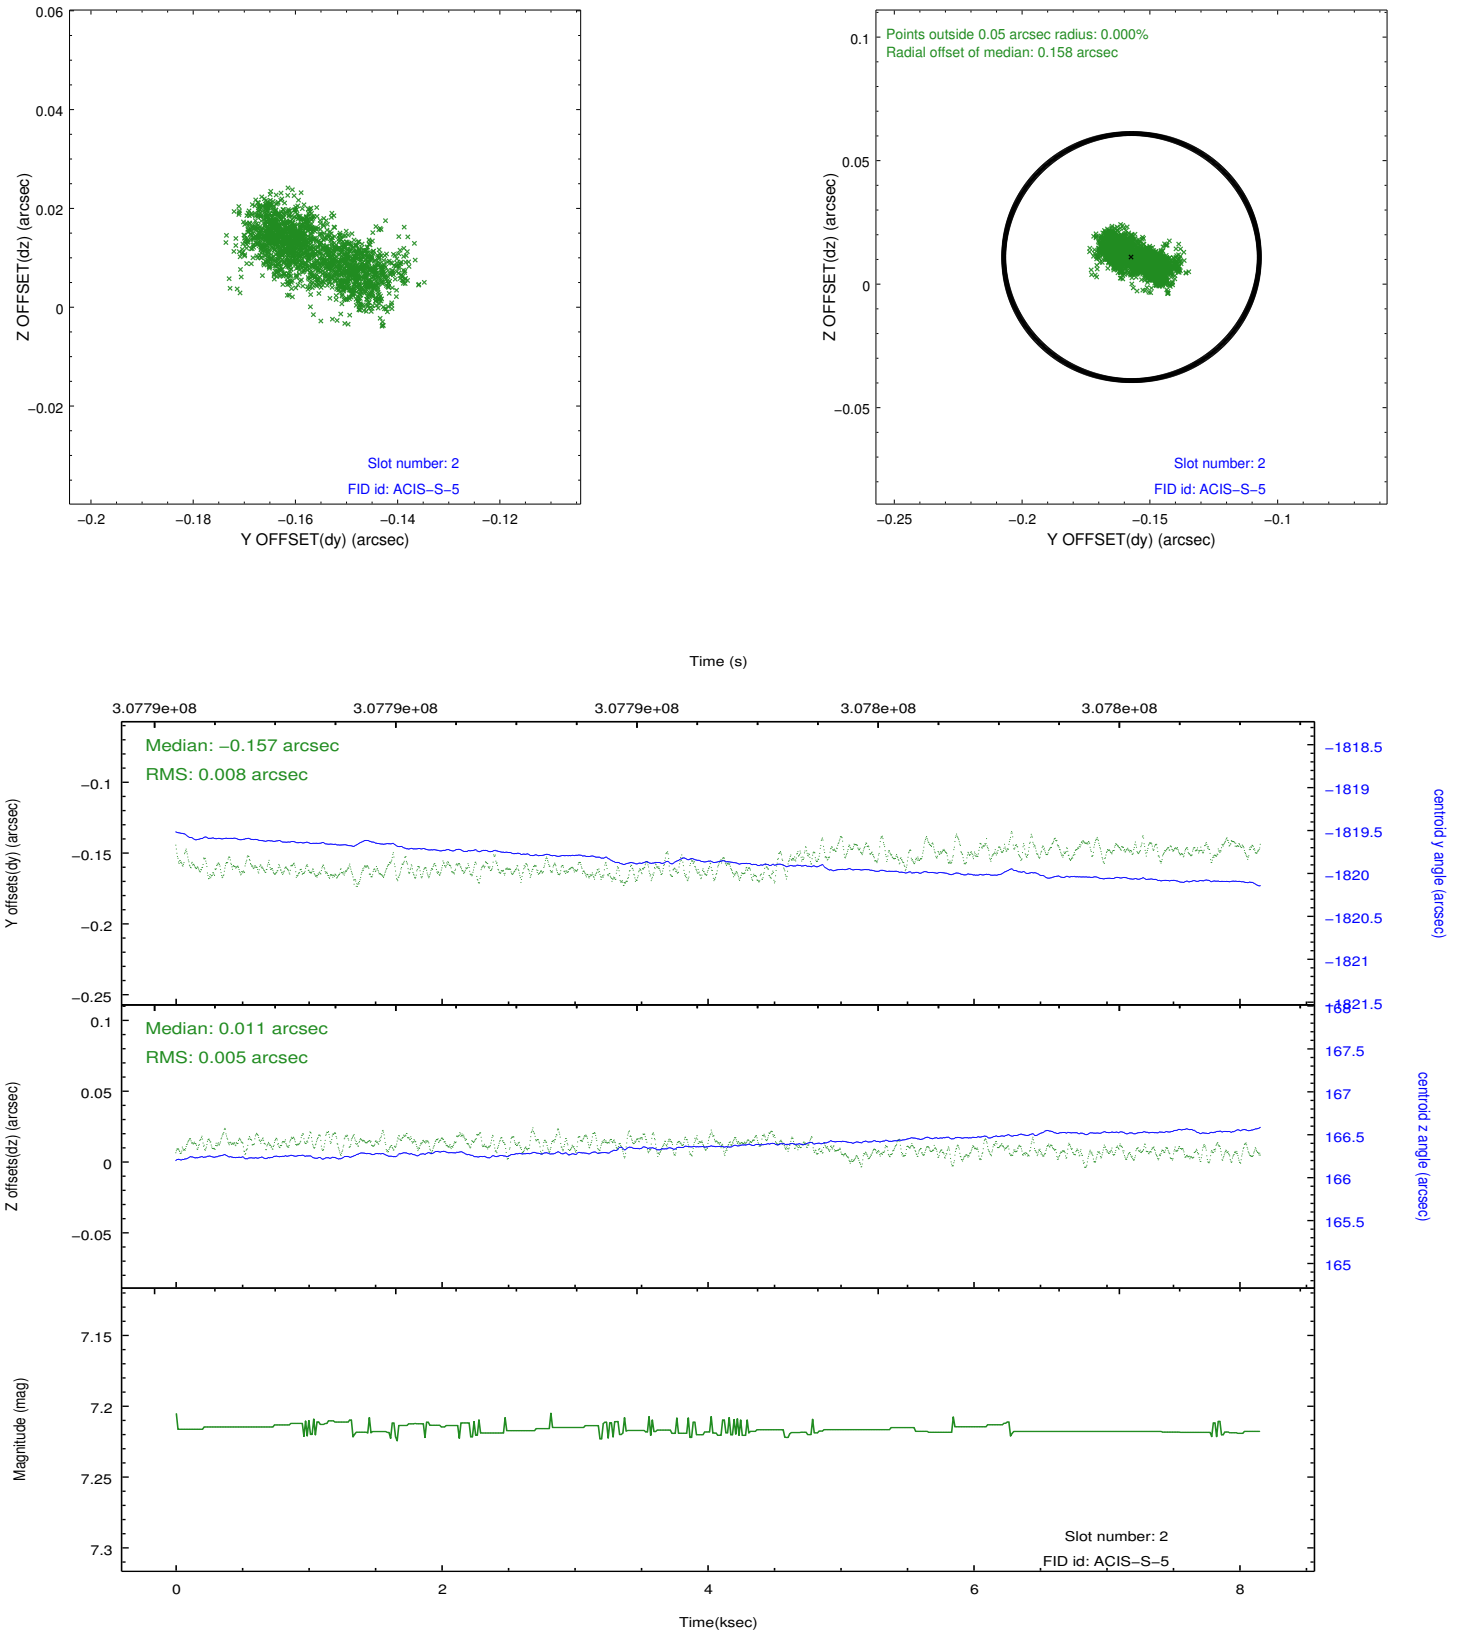 0.06
0.04
0.02
0
−0.02
Z OFFSET(dz) (arcsec)
Slot number: 2
FID id: ACIS−S−5
−0.2 −0.18 −0.16 −0.14 −0.12
Y OFFSET(dy) (arcsec)
Points outside 0.05 arcsec radius: 0.000%
Radial offset of median: 0.158 arcsec
0.1
0.05
0
−0.05
Z OFFSET(dz) (arcsec)
Slot number: 2
FID id: ACIS−S−5
−0.25 −0.2 −0.15 −0.1
Y OFFSET(dy) (arcsec)
Time (s)
3.0779e+08 3.0779e+08 3.0779e+08 3.078e+08 3.078e+08
Median: −0.157 arcsec
RMS: 0.008 arcsec
−0.1
−0.15
−0.2
−0.25
Y offsets(dy) (arcsec)
−1818.5
−1819
−1819.5
−1820
−1820.5
−1821
−1821.5
centroid y angle (arcsec)
Median: 0.011 arcsec
RMS: 0.005 arcsec
0.1
0.05
0
−0.05
Z offsets(dz) (arcsec)
168
167.5
167
166.5
166
165.5
165
centroid z angle (arcsec)
7.15
7.2
7.25
7.3
Magnitude (mag)
Slot number: 2
FID id: ACIS−S−5
0 2 4 6 8
Time(ksec)